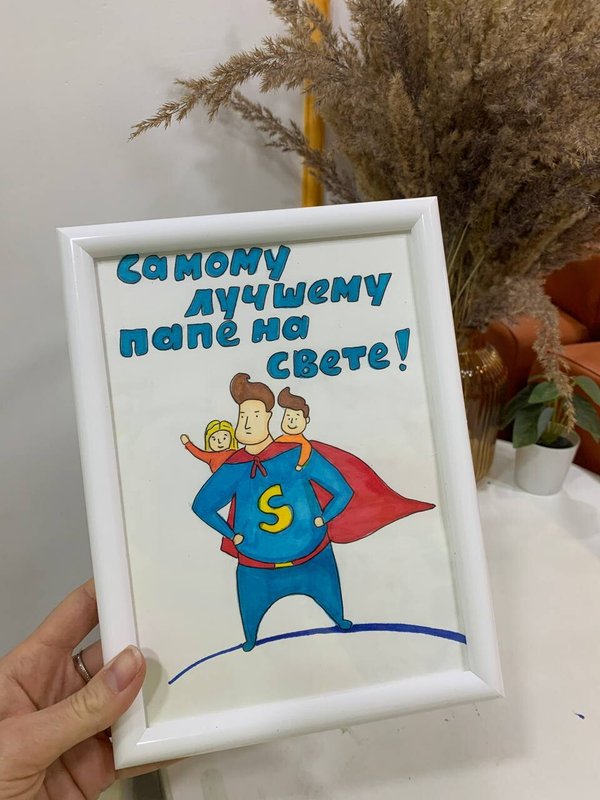 самому
лучшему
папе на
свете!
S